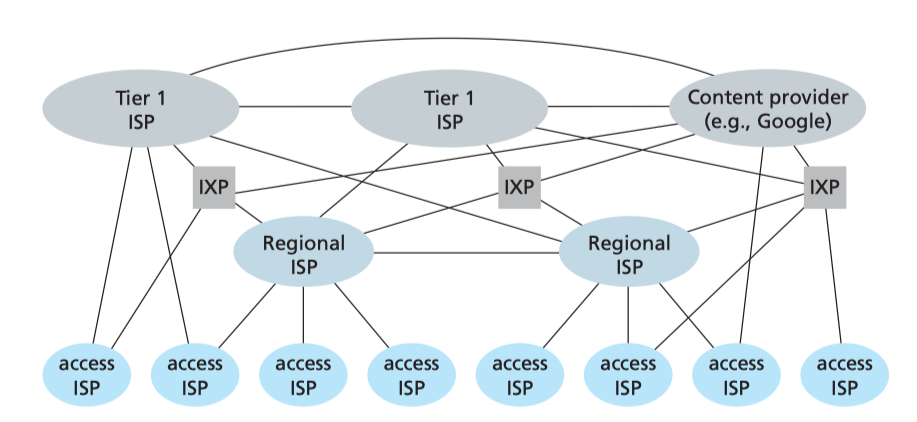 Tier 1
ISP
Tier 1
ISP
Content provider
(e.g., Google)
IXP
IXP
IXP
Regional
ISP
Regional
ISP
access
ISP
access
ISP
access
ISP
access
ISP
access
ISP
access
ISP
access
ISP
access
ISP